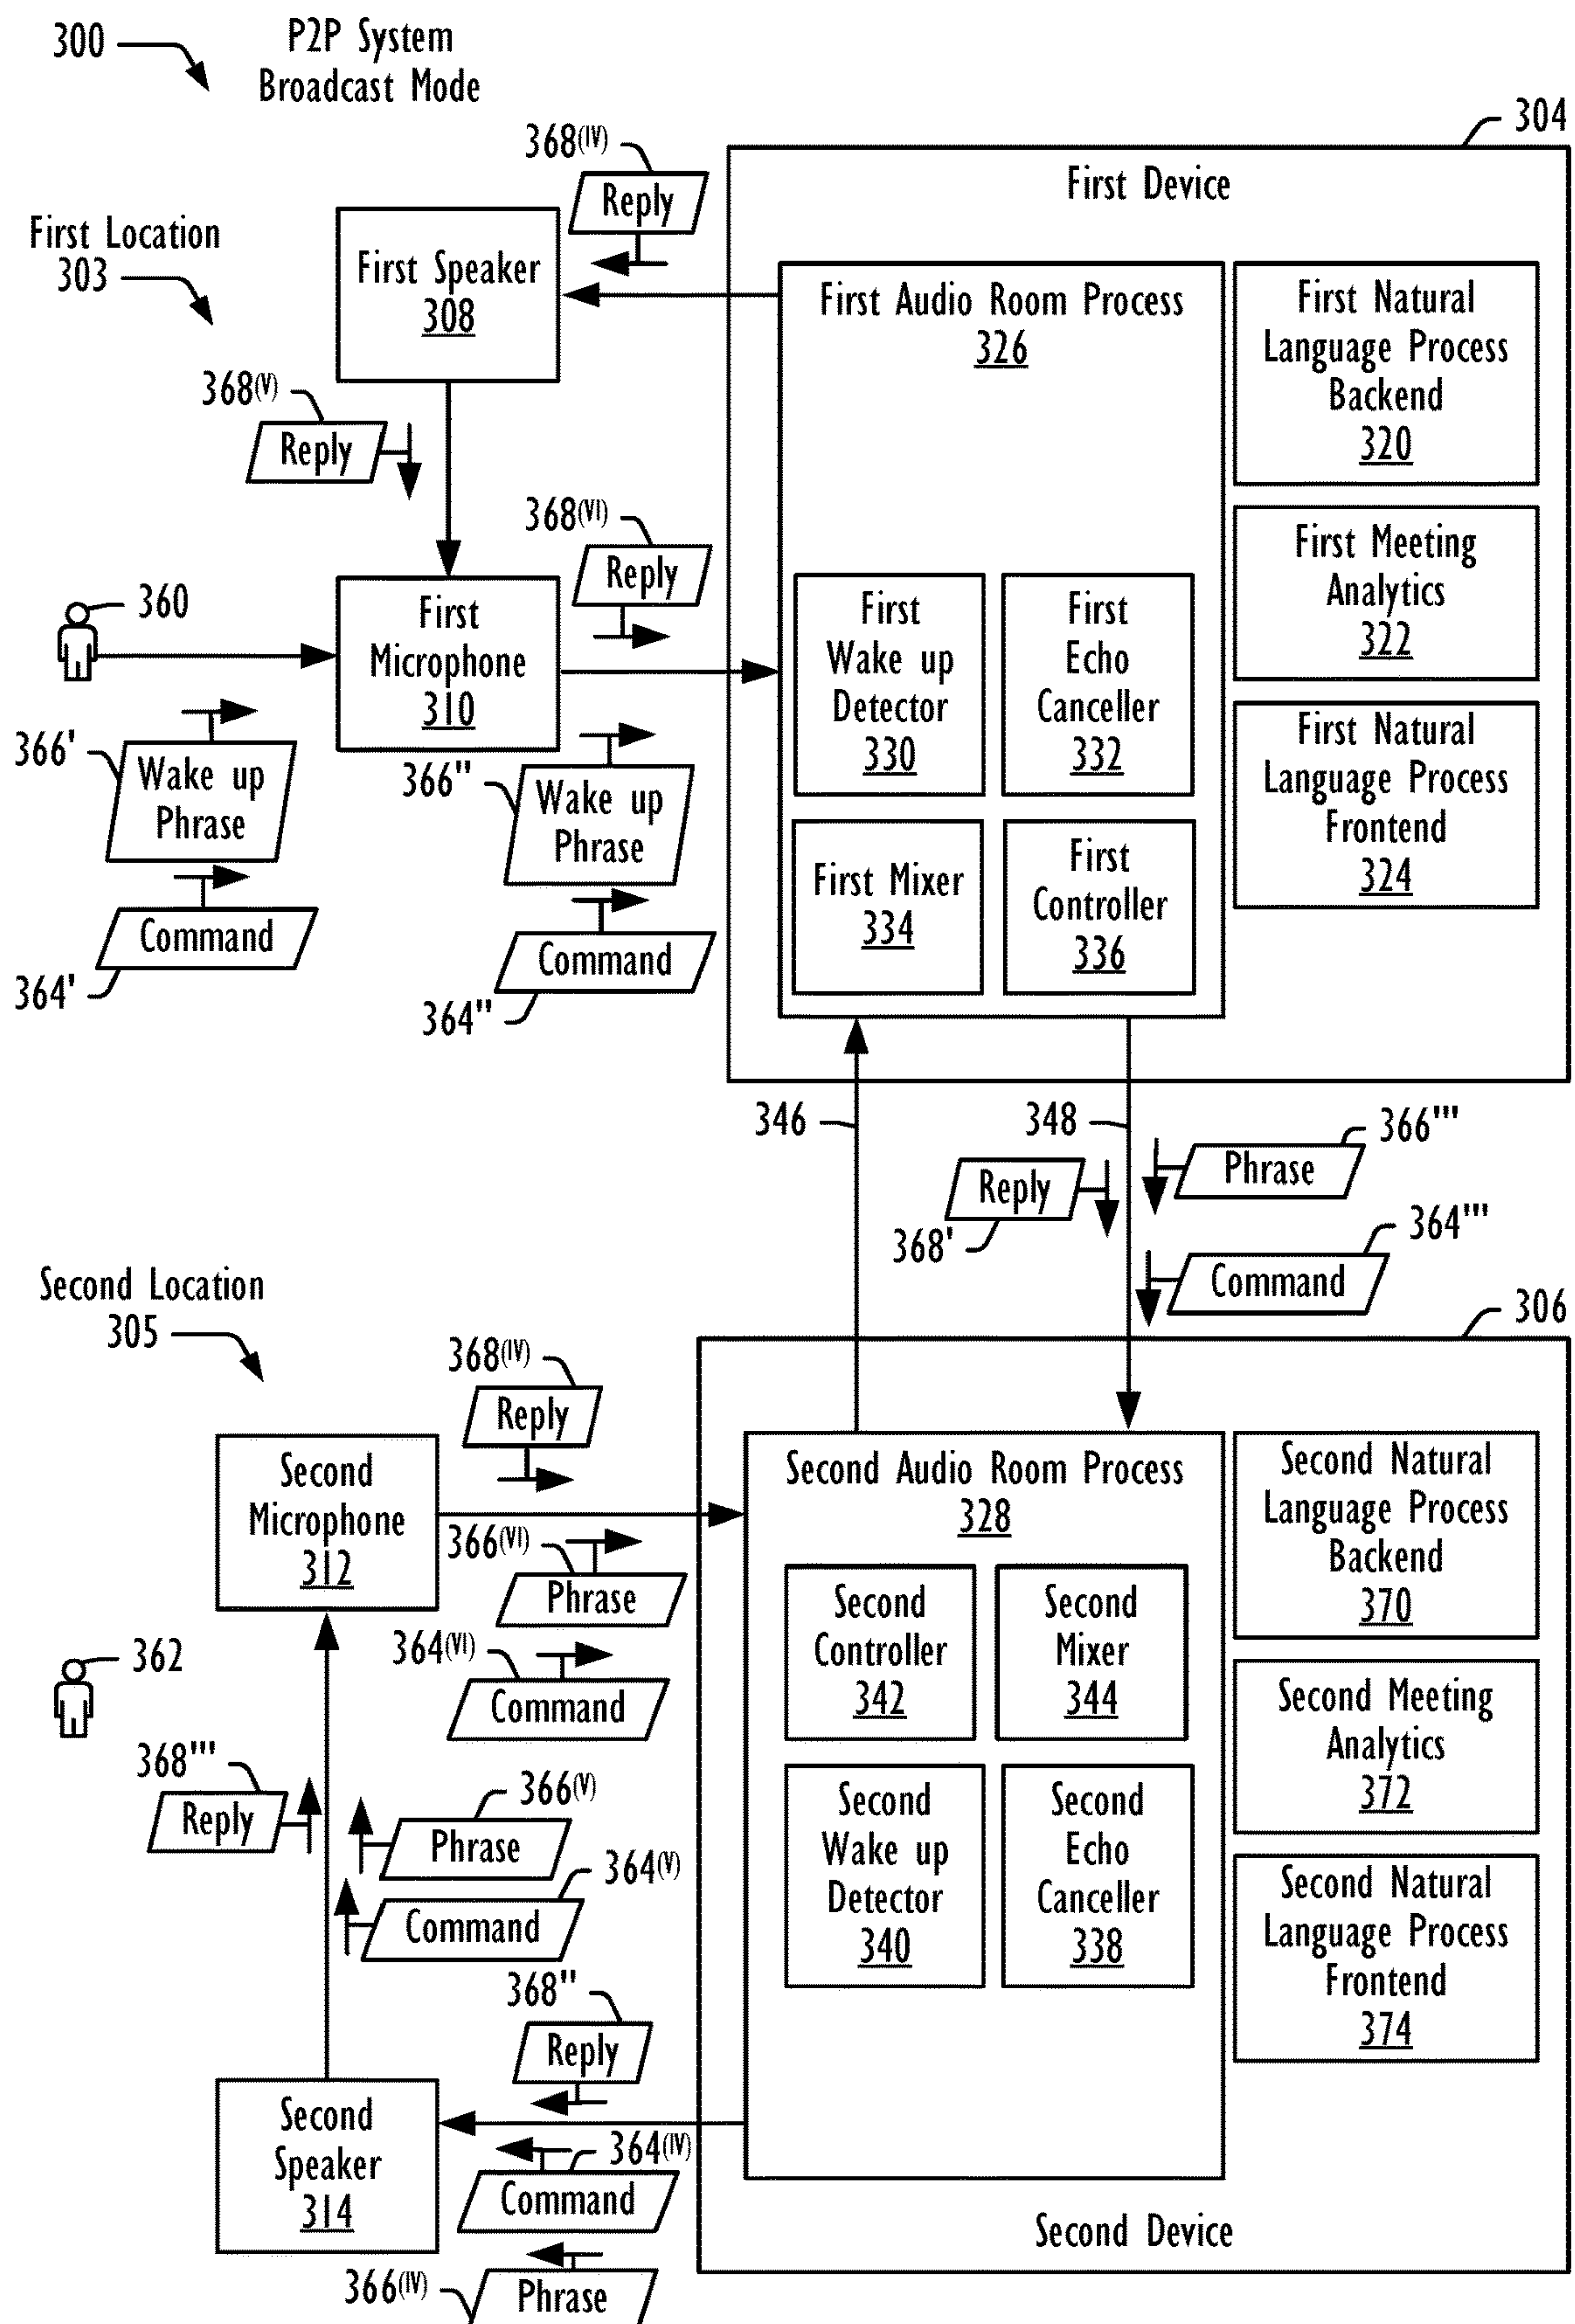 300
P2P System
Broadcast Mode
304
368(IV)
Reply
First Device
First Location
303
First Speaker
308
First Audio Room Process
326
First Natural
Language Process
Backend
320
368(V)
Reply
368(VI)
Reply
First Meeting
Analytics
322
360
First
Microphone
310
First
Wake up
Detector
330
First
Echo
Canceller
332
366'
Wake up
Phrase
366''
Wake up
Phrase
First Natural
Language Process
Frontend
324
First Mixer
334
First
Controller
336
Command
364'
Command
364''
346
348
366'''
Phrase
Reply
368'
364'''
Command
Second Location
305
306
368(IV)
Reply
Second
Microphone
312
Second Audio Room Process
328
Second Natural
Language Process
Backend
370
366(VI)
Phrase
Second
Controller
342
Second
Mixer
344
362
364(VI)
Command
Second Meeting
Analytics
372
368'''
Reply
366(V)
Phrase
364(V)
Command
Second
Wake up
Detector
340
Second
Echo
Canceller
338
Second Natural
Language Process
Frontend
374
368''
Reply
Second
Speaker
314
364(IV)
Command
Second Device
366(IV)
Phrase